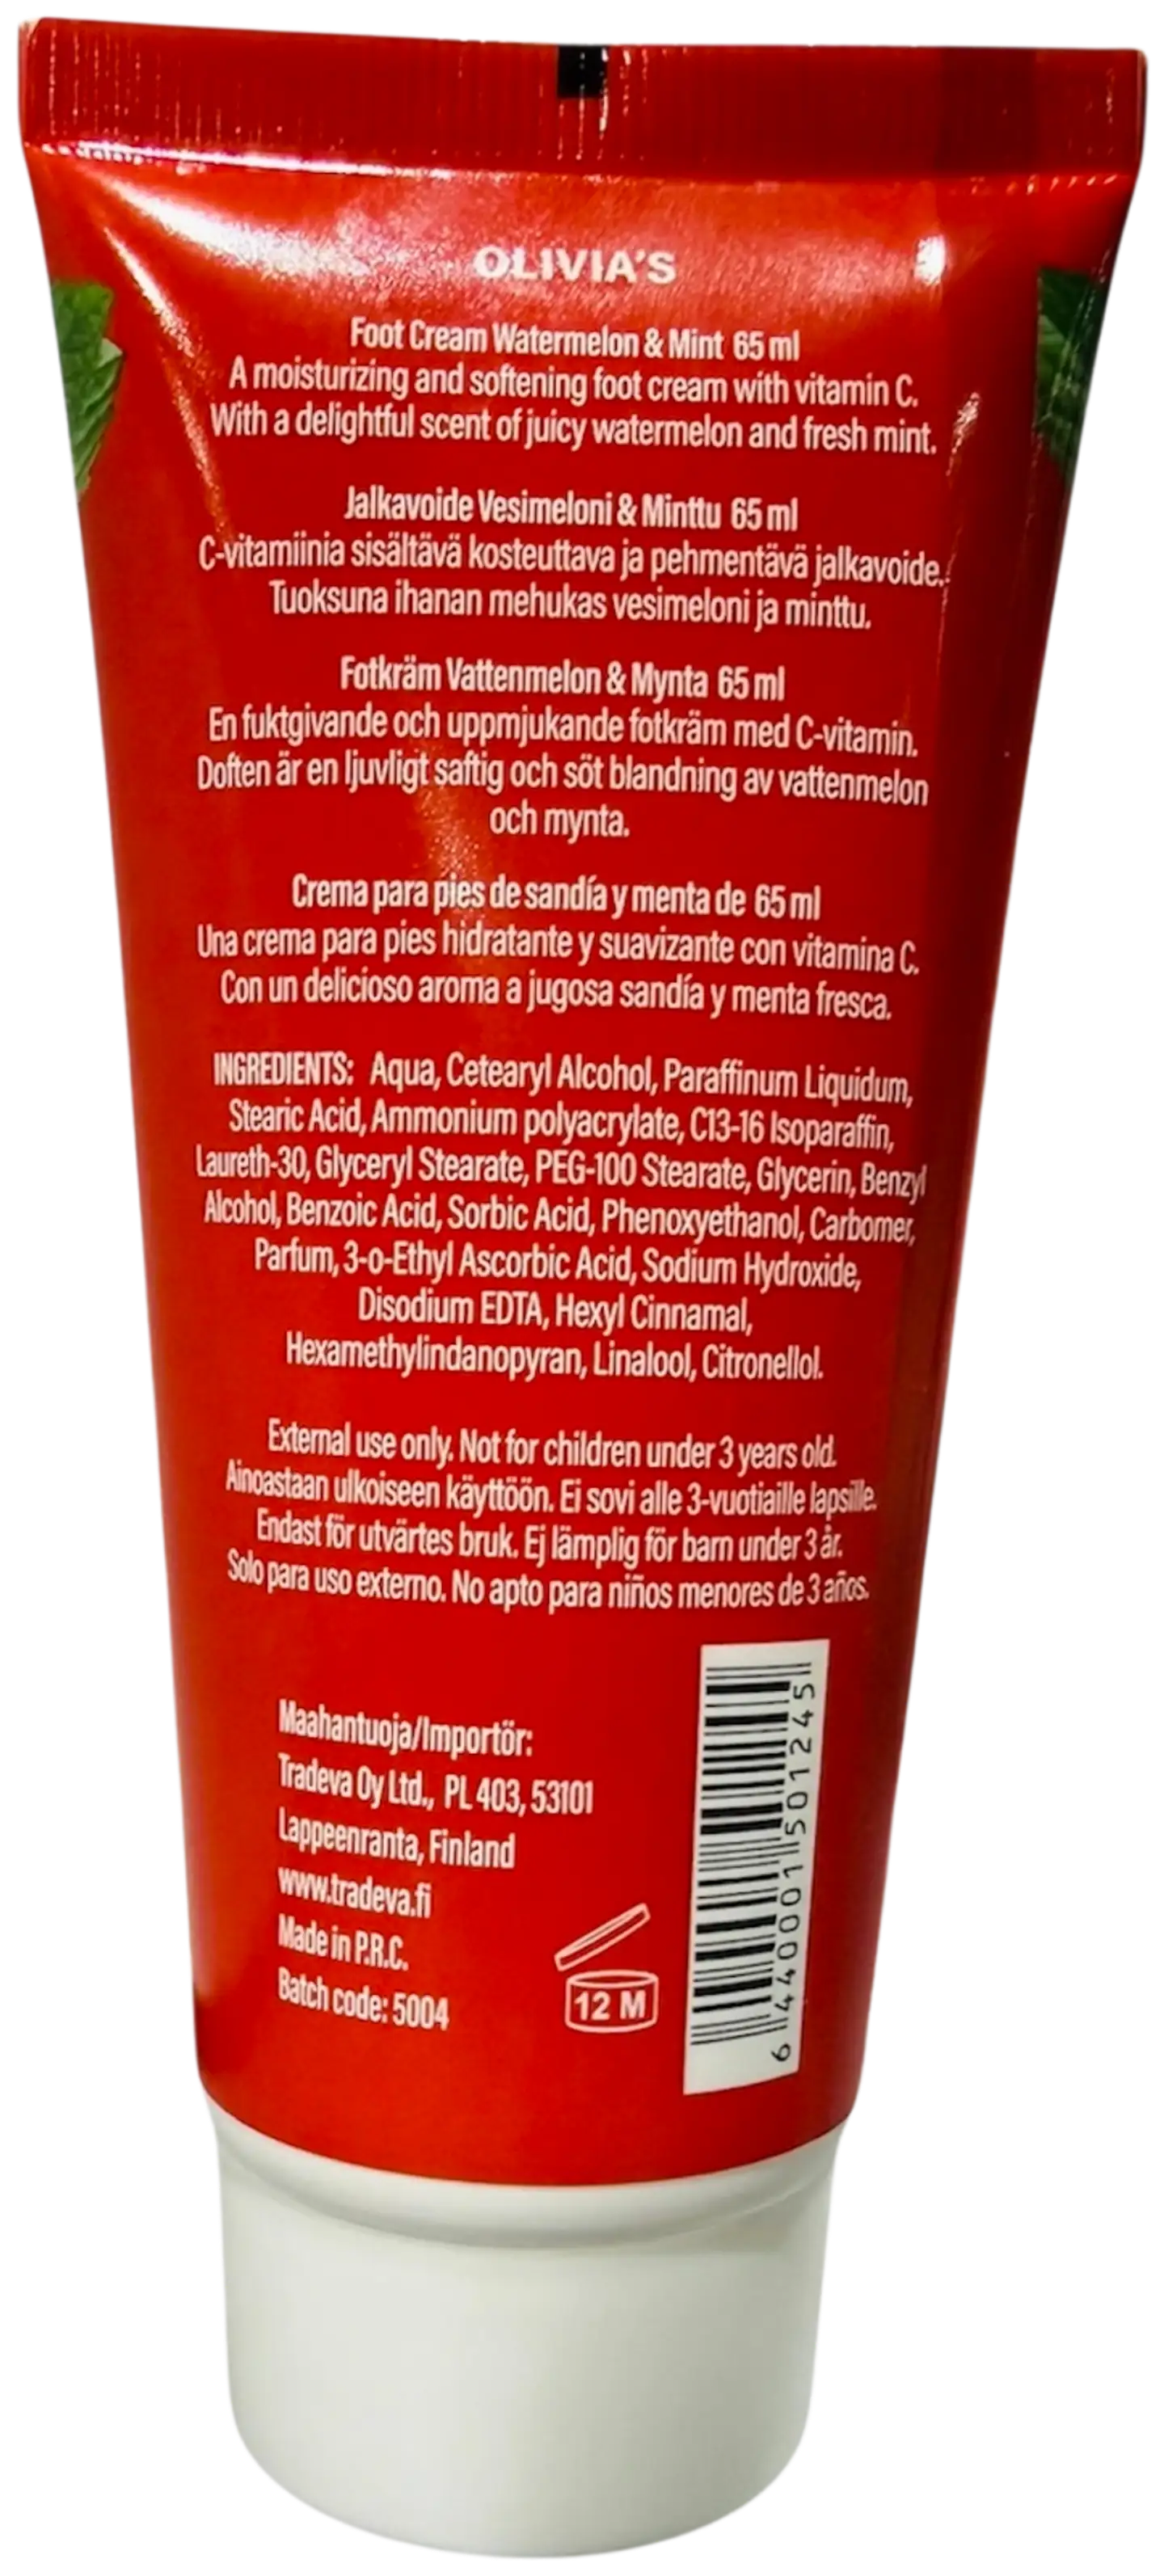 OLIVIA'S
Foot Cream Watermelon & Mint 65 ml
A moisturizing and softening foot cream with vitamin C.
With a delightful scent of juicy watermelon and fresh mint.
Jalkavoide Vesimeloni & Minttu 65 ml
C-vitamiinia sisältävä kosteuttava ja pehmentävä jalkavoide.
Tuoksuna ihanan mehukas vesimeloni ja minttu.
Fotkräm Vattenmelon & Mynta 65 ml
En fuktgivande och uppmjukande fotkräm med C-vitamin.
Doften är en ljuvligt saftig och söt blandning av vattenmelon
och mynta.
Crema para pies de sandía y menta de 65 ml
Una crema para pies hidratante y suavizante con vitamina C.
Con un delicioso aroma a jugosa sandía y menta fresca.
INGREDIENTS: Aqua, Cetearyl Alcohol, Paraffinum Liquidum,
Stearic Acid, Ammonium polyacrylate, C13-16 Isoparaffin,
Laureth-30, Glyceryl Stearate, PEG-100 Stearate, Glycerin, Benzyl
Alcohol, Benzoic Acid, Sorbic Acid, Phenoxyethanol, Carbomer,
Parfum, 3-o-Ethyl Ascorbic Acid, Sodium Hydroxide,
Disodium EDTA, Hexyl Cinnamal,
Hexamethylindanopyran, Linalool, Citronellol.
External use only. Not for children under 3 years old.
Ainoastaan ulkoiseen käyttöön. Ei sovi alle 3-vuotiaille lapsille.
Endast för utvärtes bruk. Ej lämplig för barn under 3 år.
Solo para uso externo. No apto para niños menores de 3 años.
Maahantuoja/Importör:
Tradeva Oy Ltd., PL 403, 53101
Lappeenranta, Finland
www.tradeva.fi
Made in P.R.C.
Batch code: 5004
12 M
6 440001 501245